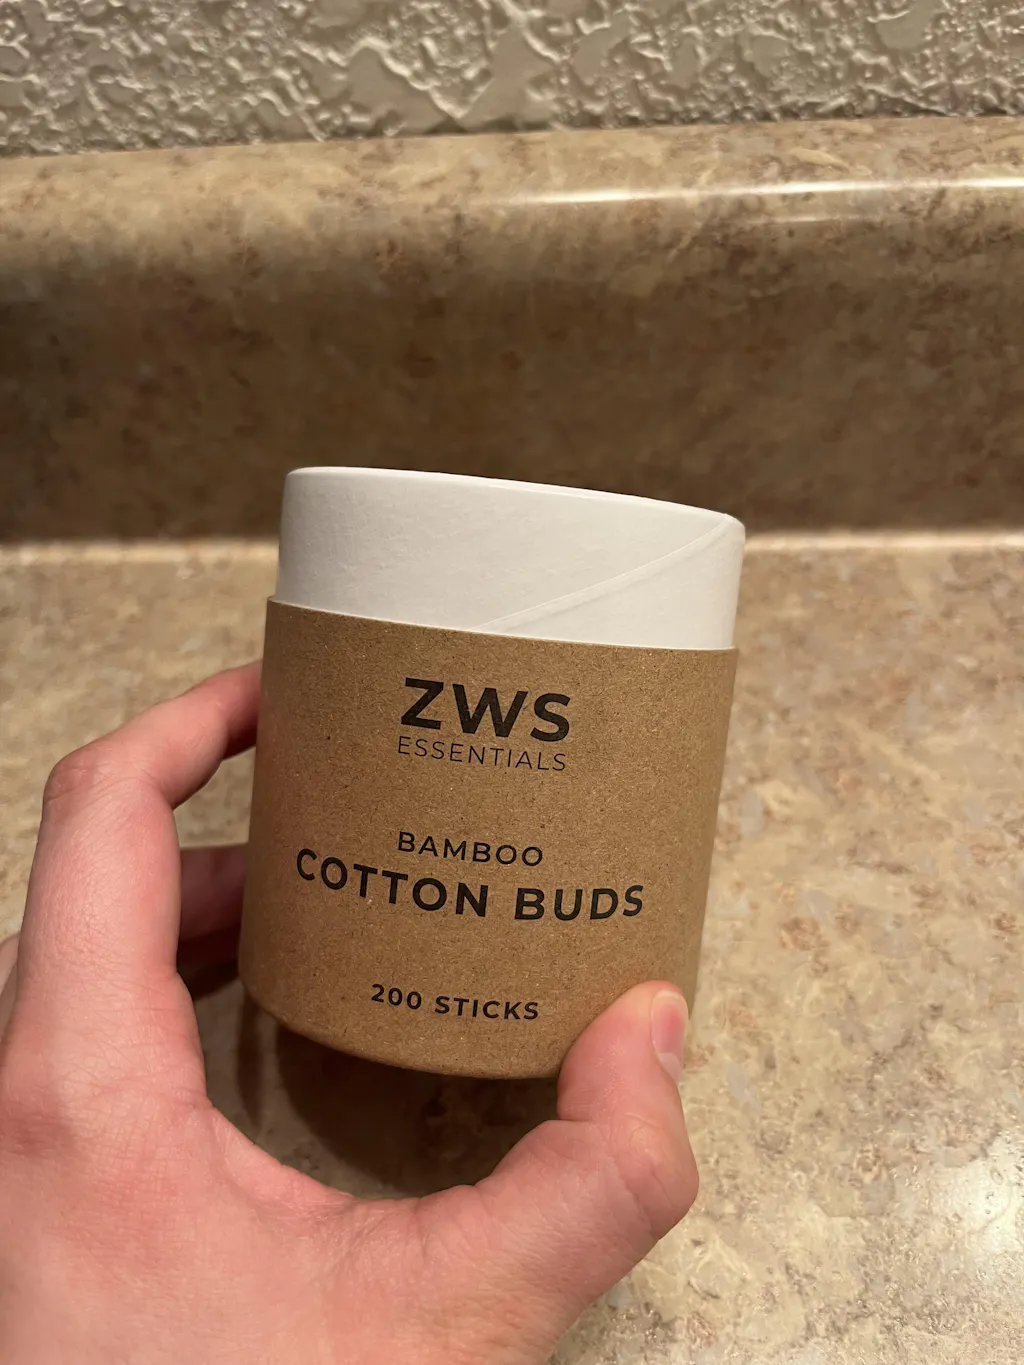 ZWS
ESSENTIALS
BAMBOO
COTTON BUDS
200 STICKS